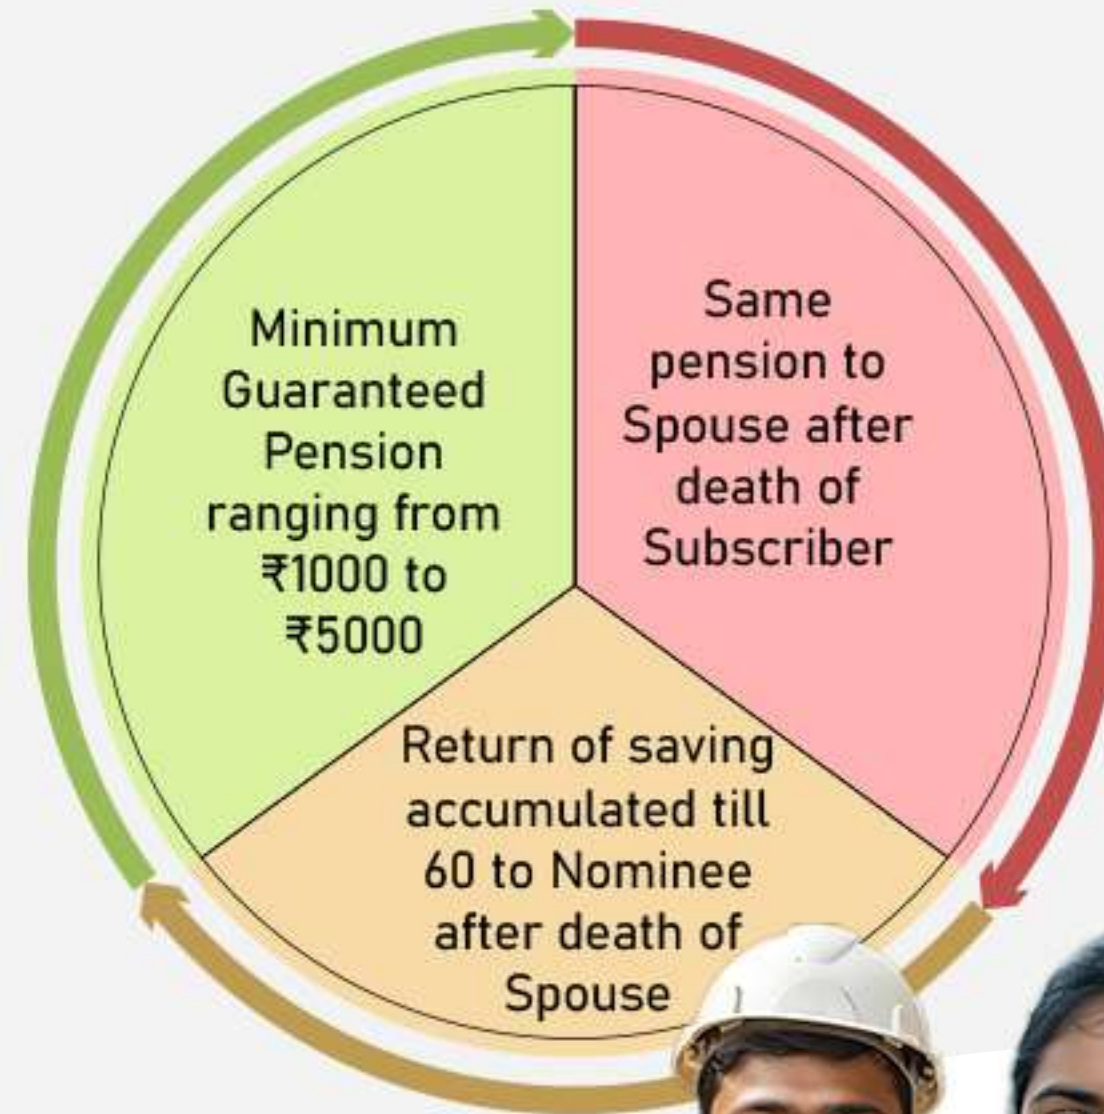 Minimum
Guaranteed
Pension
ranging from
₹1000 to
₹5000
Same
pension to
Spouse after
death of
Subscriber
Return of saving
accumulated till
60 to Nominee
after death of
Spouse